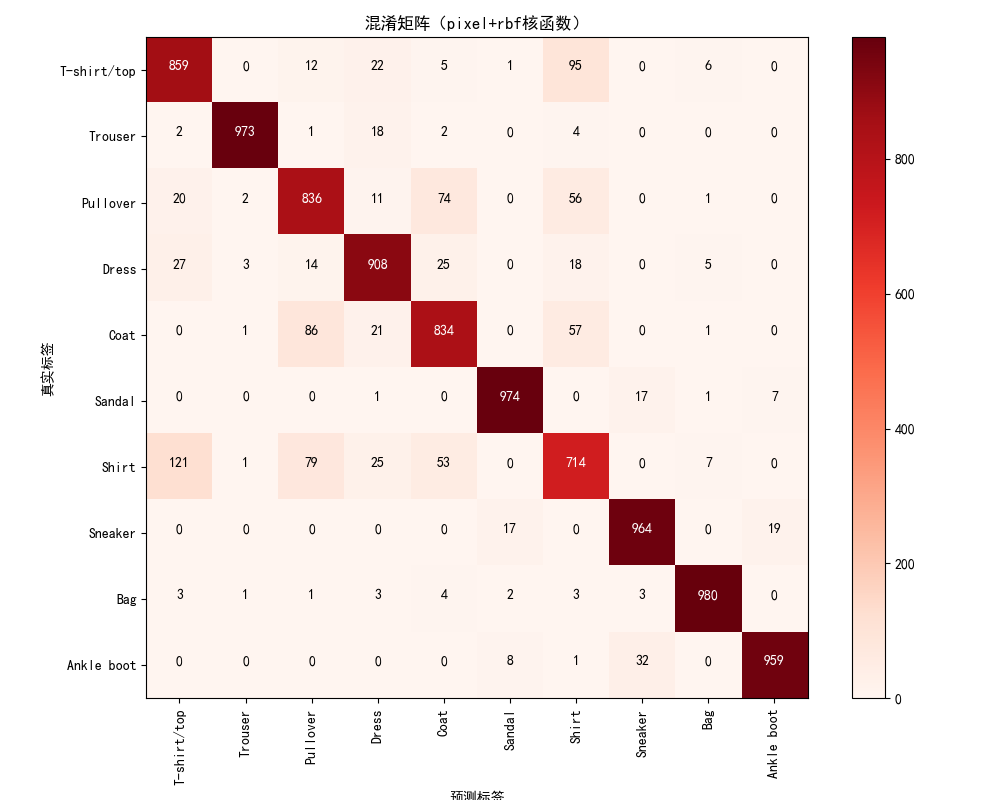 混淆矩阵（pixel+rbf核函数）
T-shirt/top 859 0 12 22 5 1 95 0 6 0
Trouser 2 973 1 18 2 0 4 0 0 0
Pullover 20 2 836 11 74 0 56 0 1 0
Dress 27 3 14 908 25 0 18 0 5 0
Coat 0 1 86 21 834 0 57 0 1 0
Sandal 0 0 0 1 0 974 0 17 1 7
Shirt 121 1 79 25 53 0 714 0 7 0
Sneaker 0 0 0 0 0 17 0 964 0 19
Bag 3 1 1 3 4 2 3 3 980 0
Ankle boot 0 0 0 0 0 8 1 32 0 959
真实标签
T-shirt/top
Trouser
Pullover
Dress
Coat
Sandal
Shirt
Sneaker
Bag
Ankle boot
预测标签
800
600
400
200
0